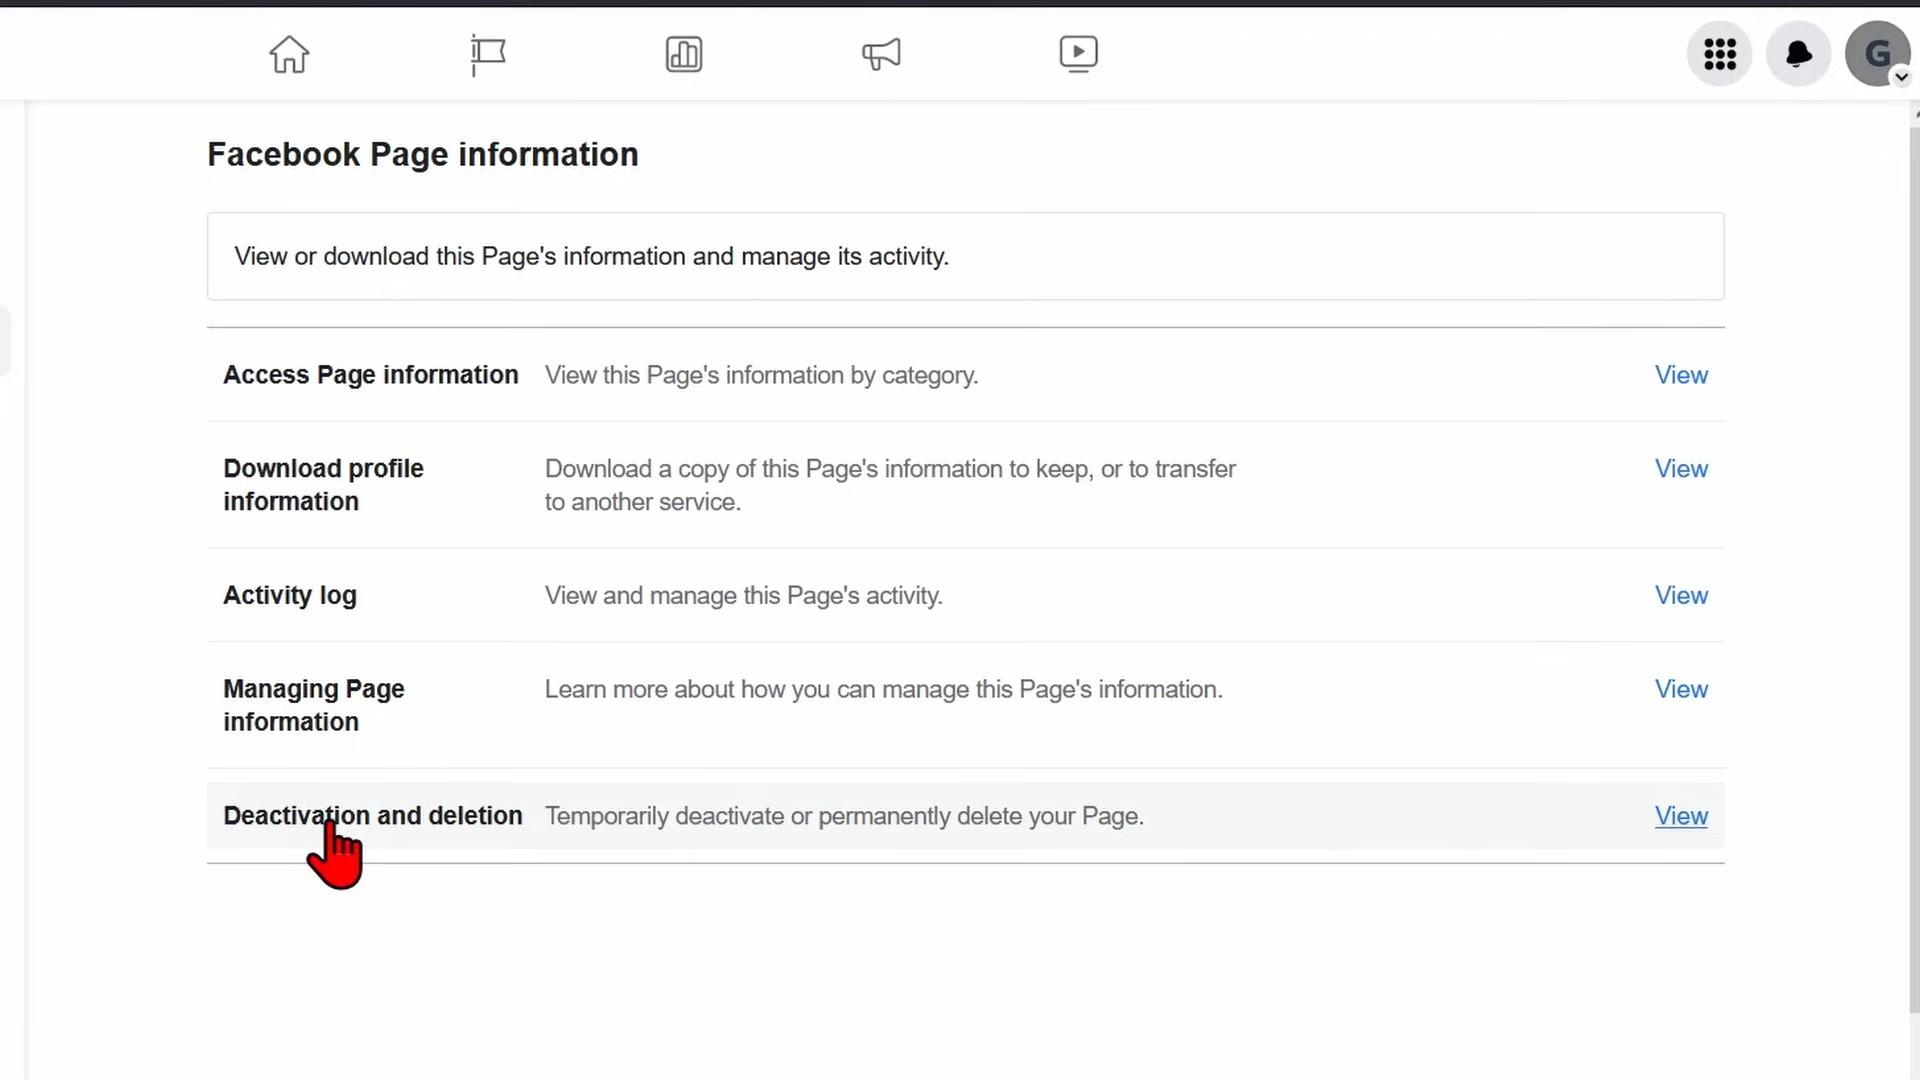 G
Facebook Page information
View or download this Page's information and manage its activity.
Access Page information View this Page's information by category. View
Download profile information Download a copy of this Page's information to keep, or to transfer to another service. View
Activity log View and manage this Page's activity. View
Managing Page information Learn more about how you can manage this Page's information. View
Deactivation and deletion Temporarily deactivate or permanently delete your Page. View